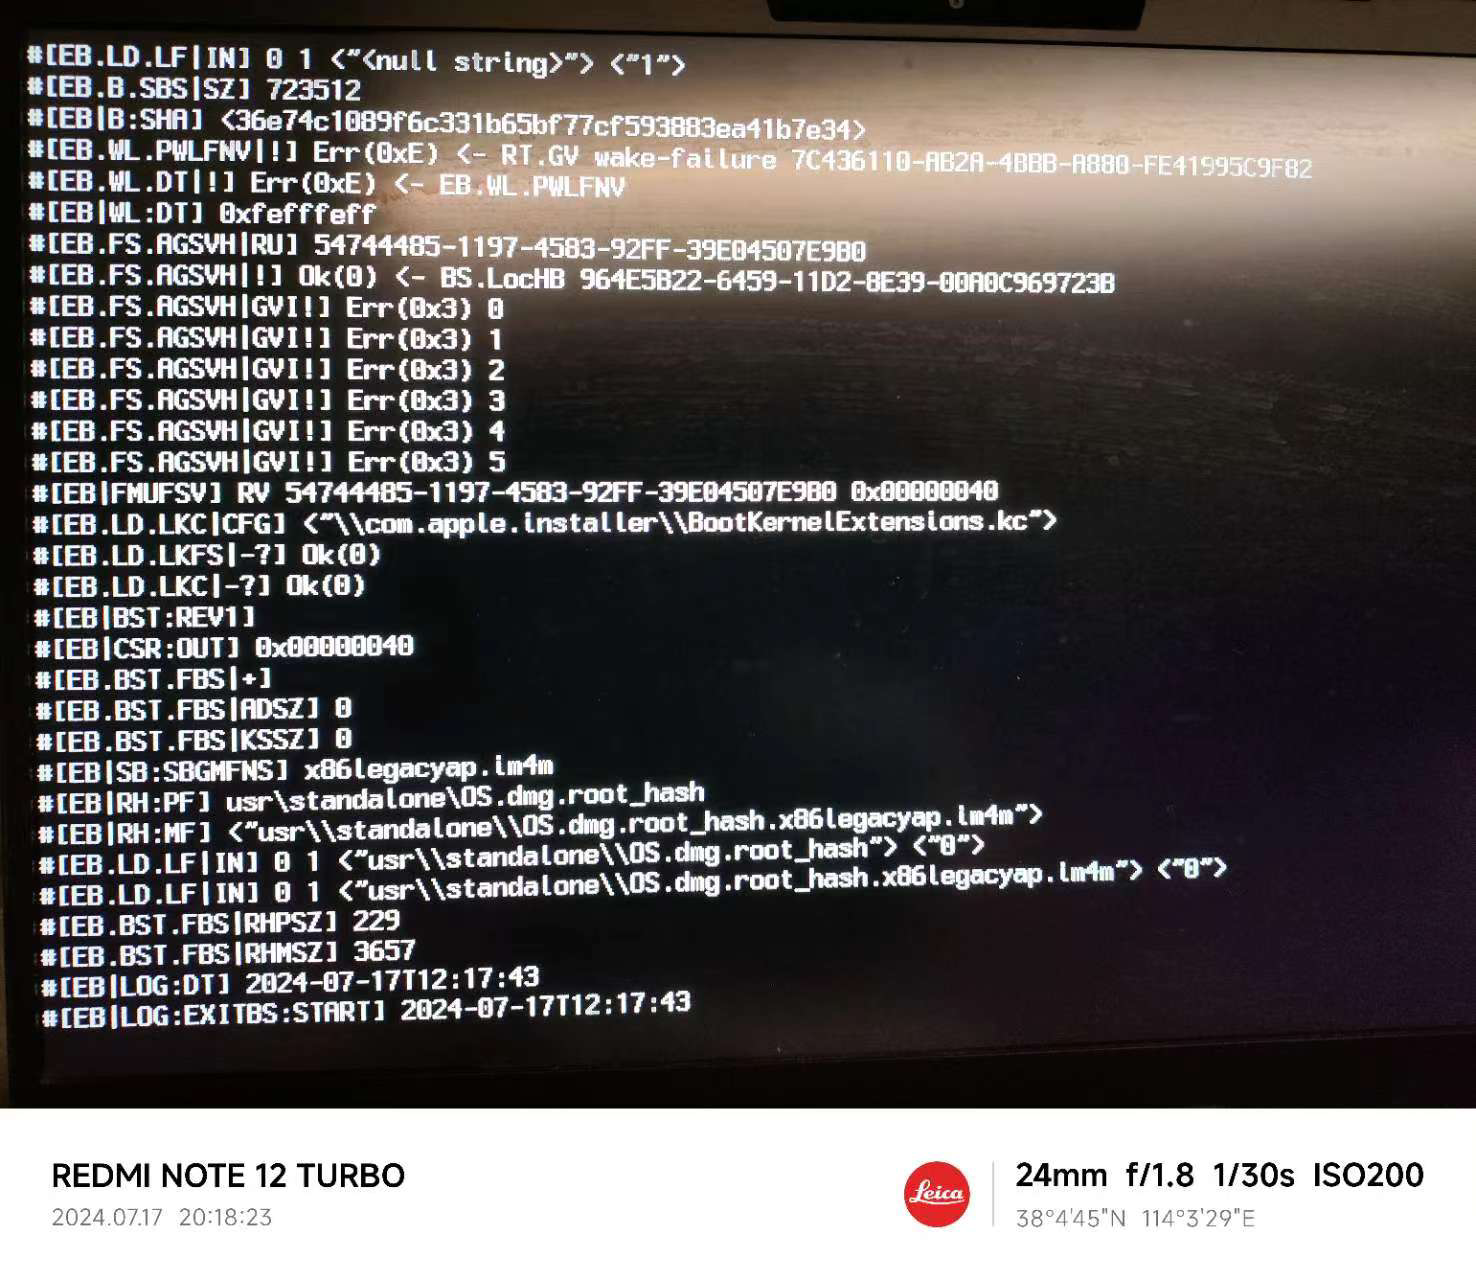 #[EB.LD.LF|IN] 0 1 <"<null string>"> <"1">
#[EB.B.SBS|SZ] 723512
#[EB|B:SHA] <36e74c1089f6c331b65bf77cf593883ea41b7e34>
#[EB.WL.PWLFNV|!] Err(0xE) <- RT.GV wake-failure 7C436110-AB2A-4BBB-A880-FE41995C9F82
#[EB.WL.DT|!] Err(0xE) <- EB.WL.PWLFNV
#[EB|WL:DT] 0xfefffeff
#[EB.FS.AGSVH|RU] 54744485-1197-4583-92FF-39E04507E9B0
#[EB.FS.AGSVH|!] Ok(0) <- BS.LocHB 964E5B22-6459-11D2-8E39-00A0C969723B
#[EB.FS.AGSVH|GVI!] Err(0x3) 0
#[EB.FS.AGSVH|GVI!] Err(0x3) 1
#[EB.FS.AGSVH|GVI!] Err(0x3) 2
#[EB.FS.AGSVH|GVI!] Err(0x3) 3
#[EB.FS.AGSVH|GVI!] Err(0x3) 4
#[EB.FS.AGSVH|GVI!] Err(0x3) 5
#[EB|FMUFSV] RV 54744485-1197-4583-92FF-39E04507E9B0 0x00000040
#[EB.LD.LKC|CFG] <"\\com.apple.installer\\BootKernelExtensions.kc">
#[EB.LD.LKFS|-?] Ok(0)
#[EB.LD.LKC|-?] Ok(0)
#[EB|BST:REV1]
#[EB|CSR:OUT] 0x00000040
#[EB.BST.FBS|+]
#[EB.BST.FBS|ADSZ] 0
#[EB.BST.FBS|KSSZ] 0
#[EB|SB:SBGMFNS] x86legacyap.im4m
#[EB|RH:PF] usr\standalone\OS.dmg.root_hash
#[EB|RH:MF] <"usr\\standalone\\OS.dmg.root_hash.x86legacyap.im4m">
#[EB.LD.LF|IN] 0 1 <"usr\\standalone\\OS.dmg.root_hash"> <"0">
#[EB.LD.LF|IN] 0 1 <"usr\\standalone\\OS.dmg.root_hash.x86legacyap.im4m"> <"0">
#[EB.BST.FBS|RHPSZ] 229
#[EB.BST.FBS|RHMSZ] 3657
#[EB|LOG:DT] 2024-07-17T12:17:43
#[EB|LOG:EXITBS:START] 2024-07-17T12:17:43
REDMI NOTE 12 TURBO
2024.07.17 20:18:23
Leica
24mm f/1.8 1/30s ISO200
38°4'45"N 114°3'29"E